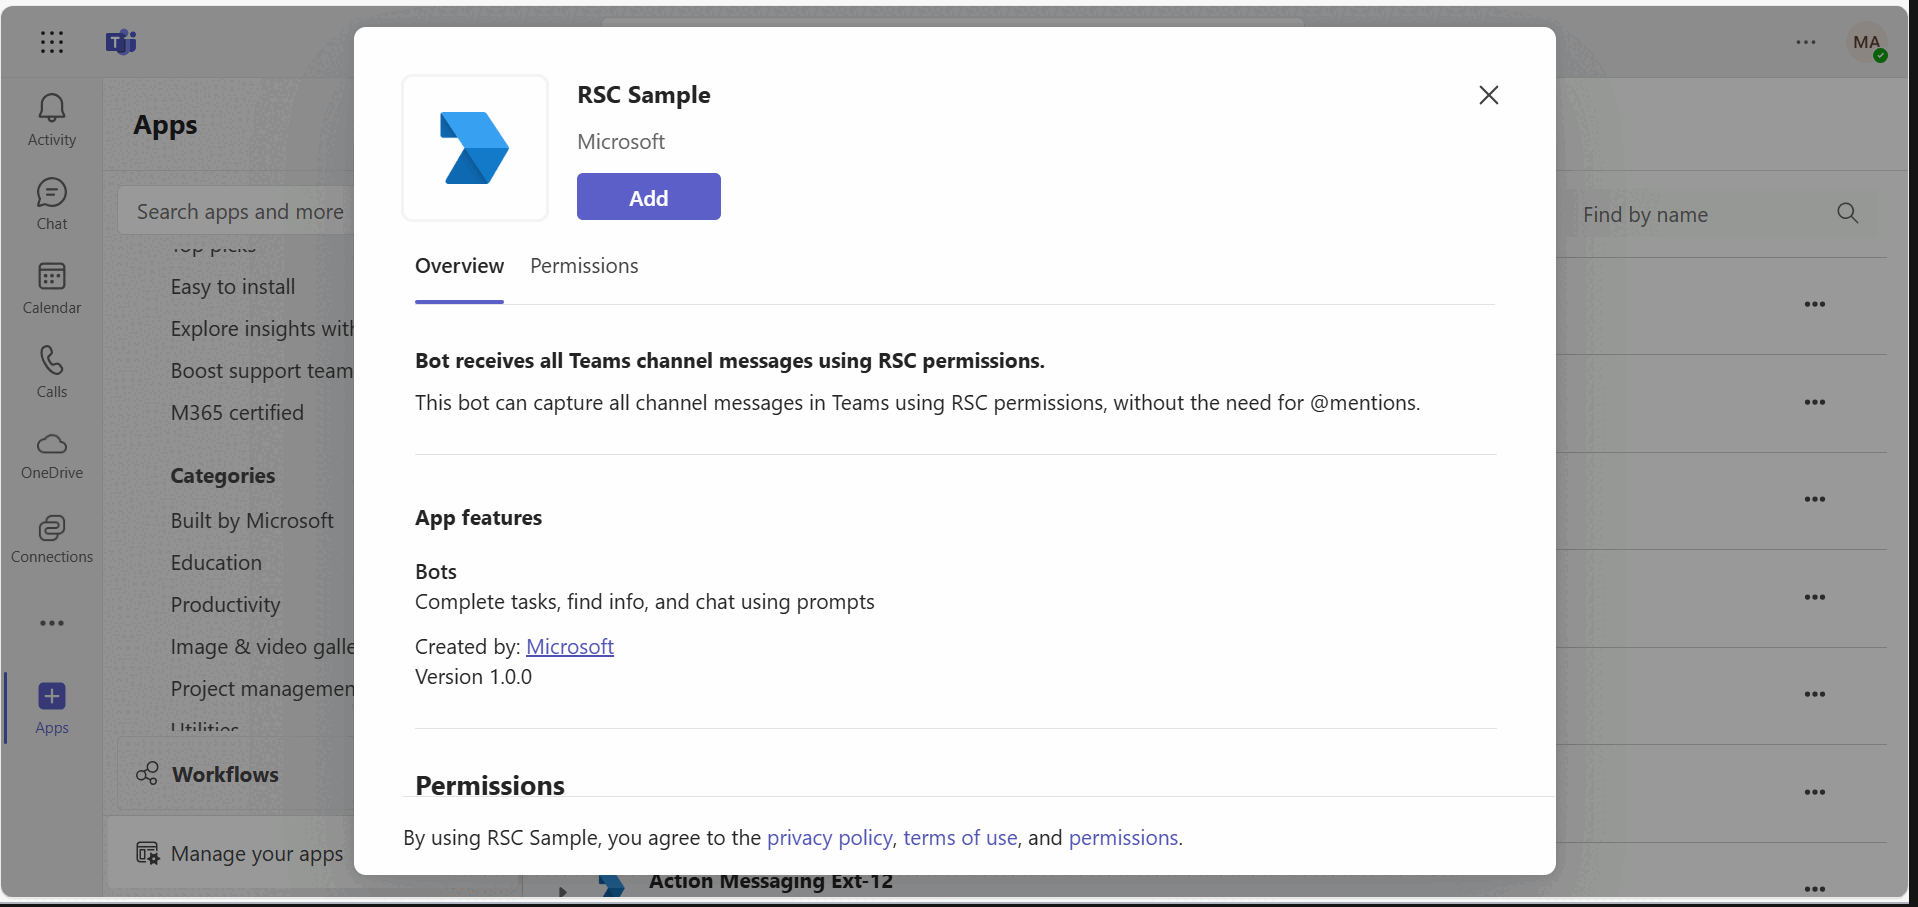 MA
Activity
Chat
Calendar
Calls
OneDrive
Connections
Apps
Apps
Search apps and more
Top picks
Easy to install
Explore insights with
Boost support team
M365 certified
Categories
Built by Microsoft
Education
Productivity
Image & video galle
Project managemen
Utilities
Workflows
Manage your apps
RSC Sample
Microsoft
Add
Overview Permissions
Bot receives all Teams channel messages using RSC permissions.
This bot can capture all channel messages in Teams using RSC permissions, without the need for @mentions.
App features
Bots
Complete tasks, find info, and chat using prompts
Created by: Microsoft
Version 1.0.0
Permissions
By using RSC Sample, you agree to the privacy policy, terms of use, and permissions.
Find by name
Action Messaging Ext-12